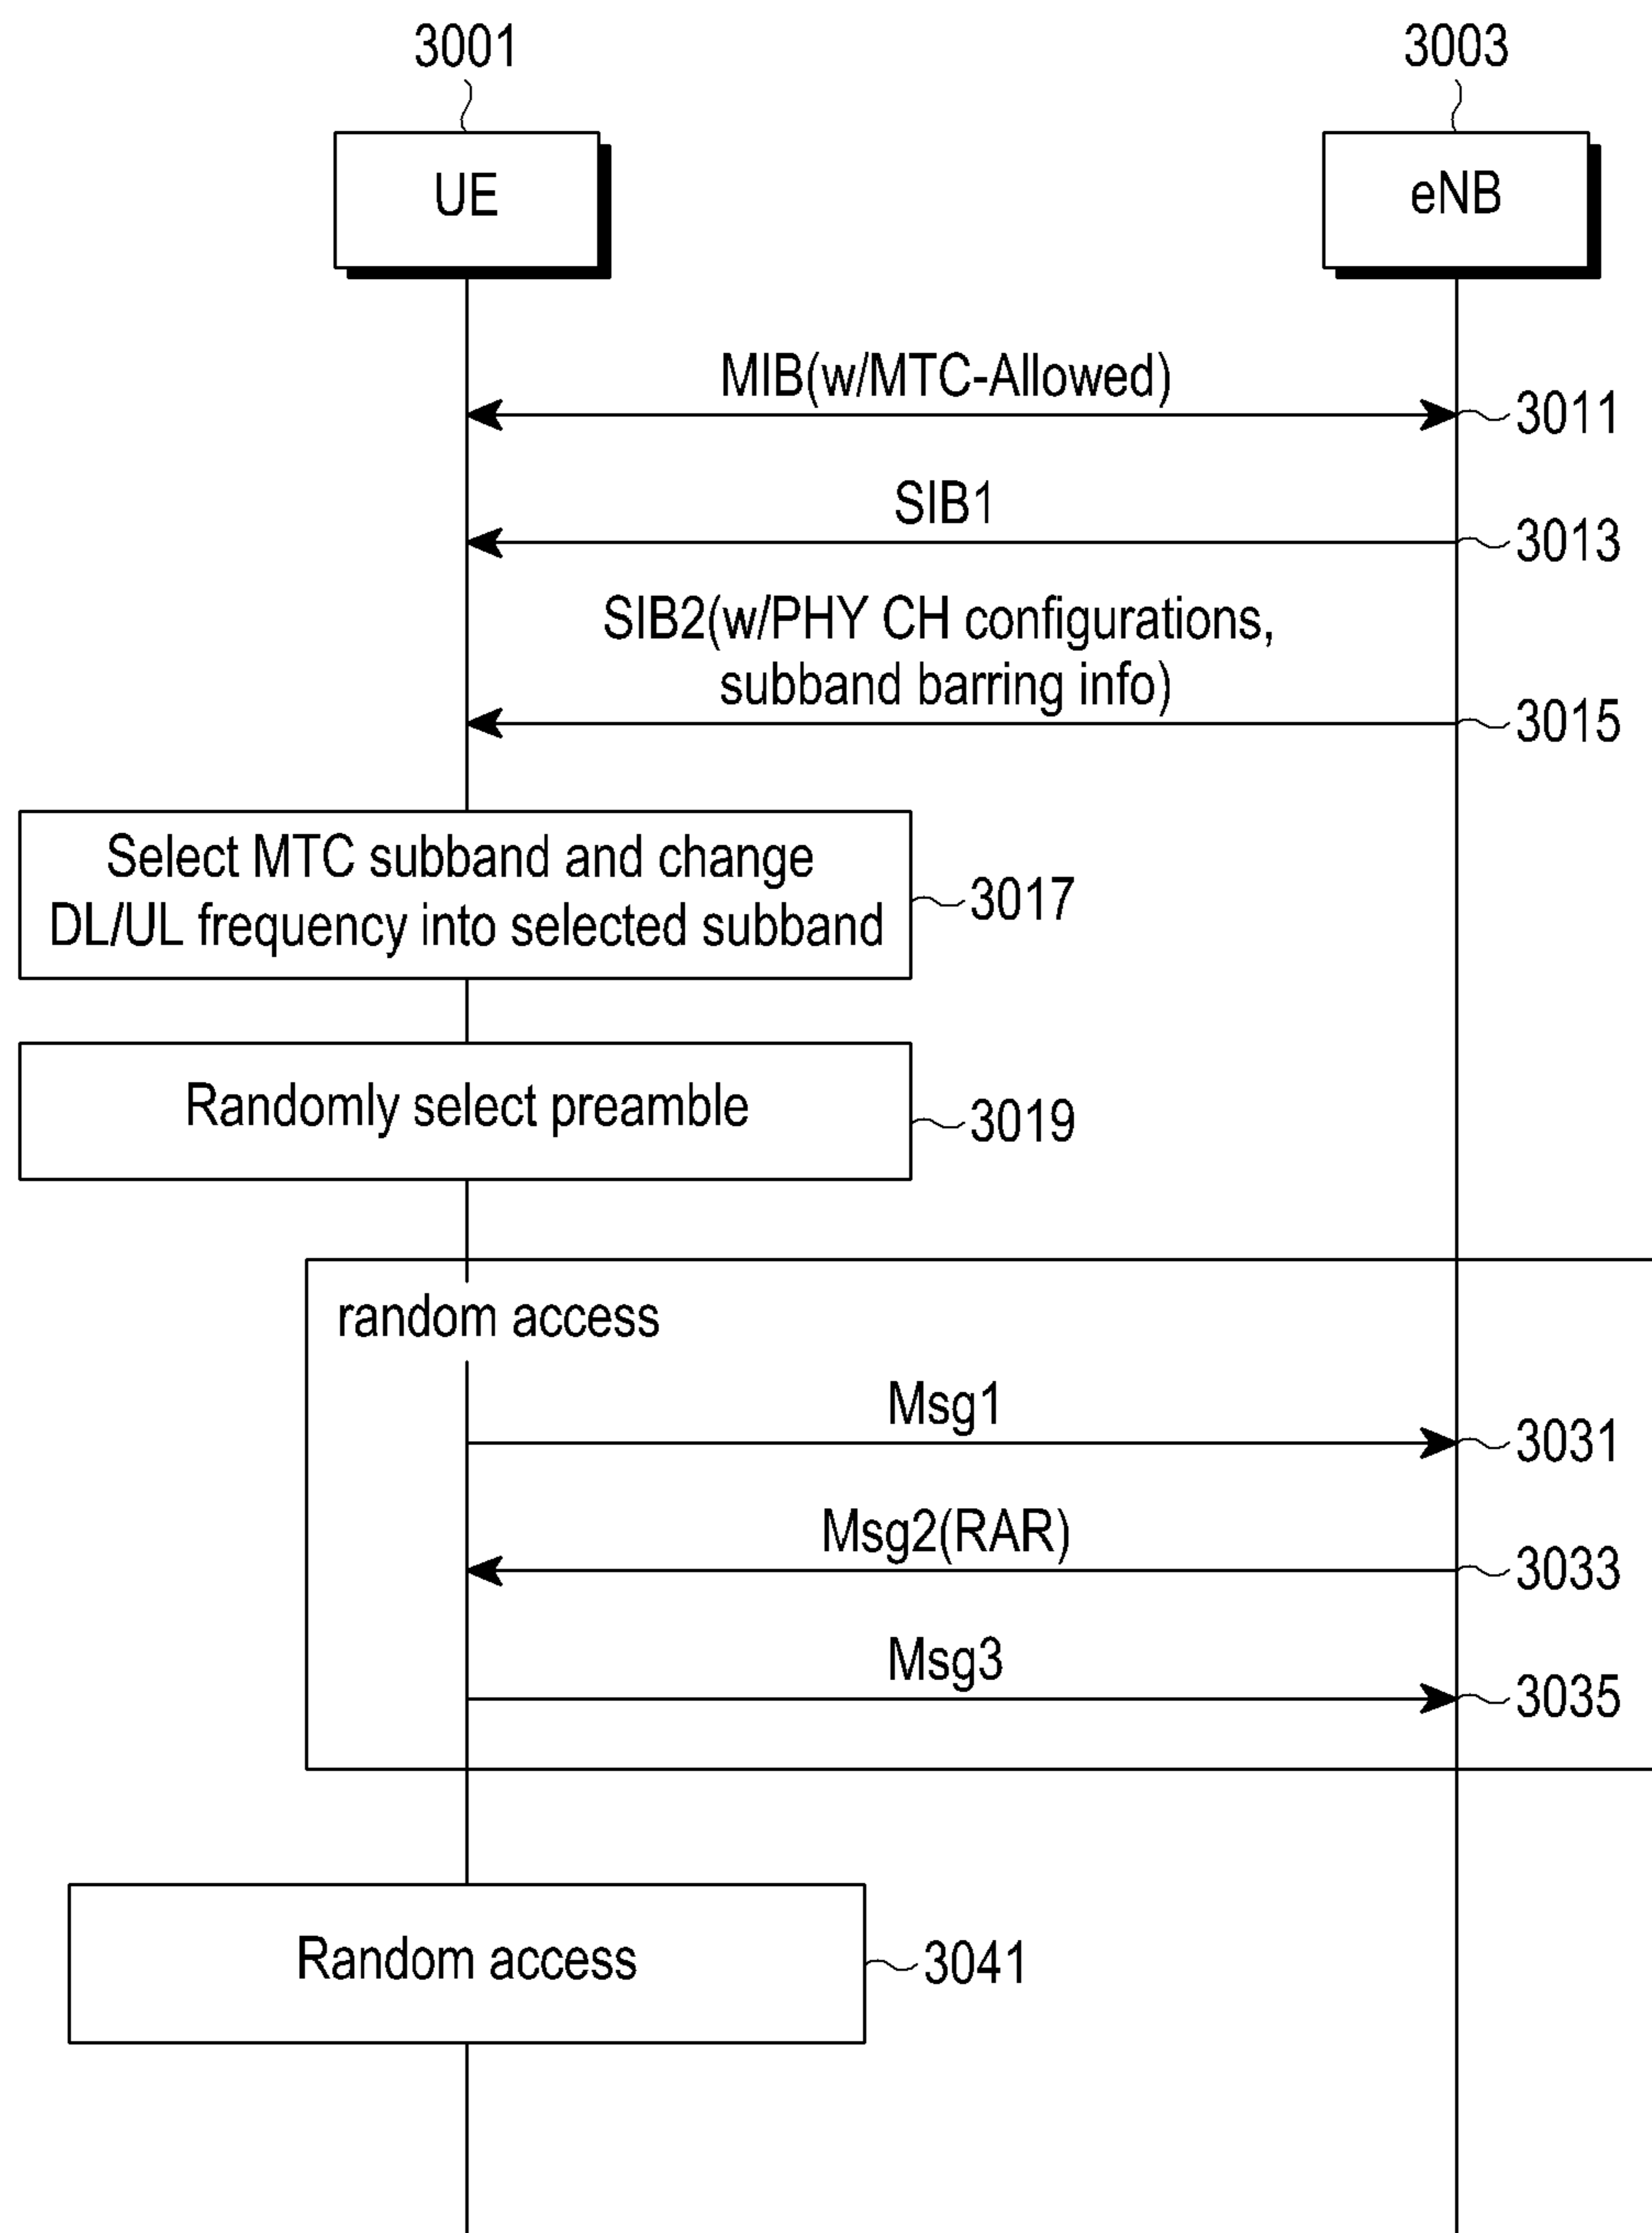 3001
3003
UE
eNB
MIB(w/MTC-Allowed)
3011
SIB1
3013
SIB2(w/PHY CH configurations,
subband barring info)
3015
Select MTC subband and change
DL/UL frequency into selected subband
3017
Randomly select preamble
3019
random access
Msg1
3031
Msg2(RAR)
3033
Msg3
3035
Random access
3041